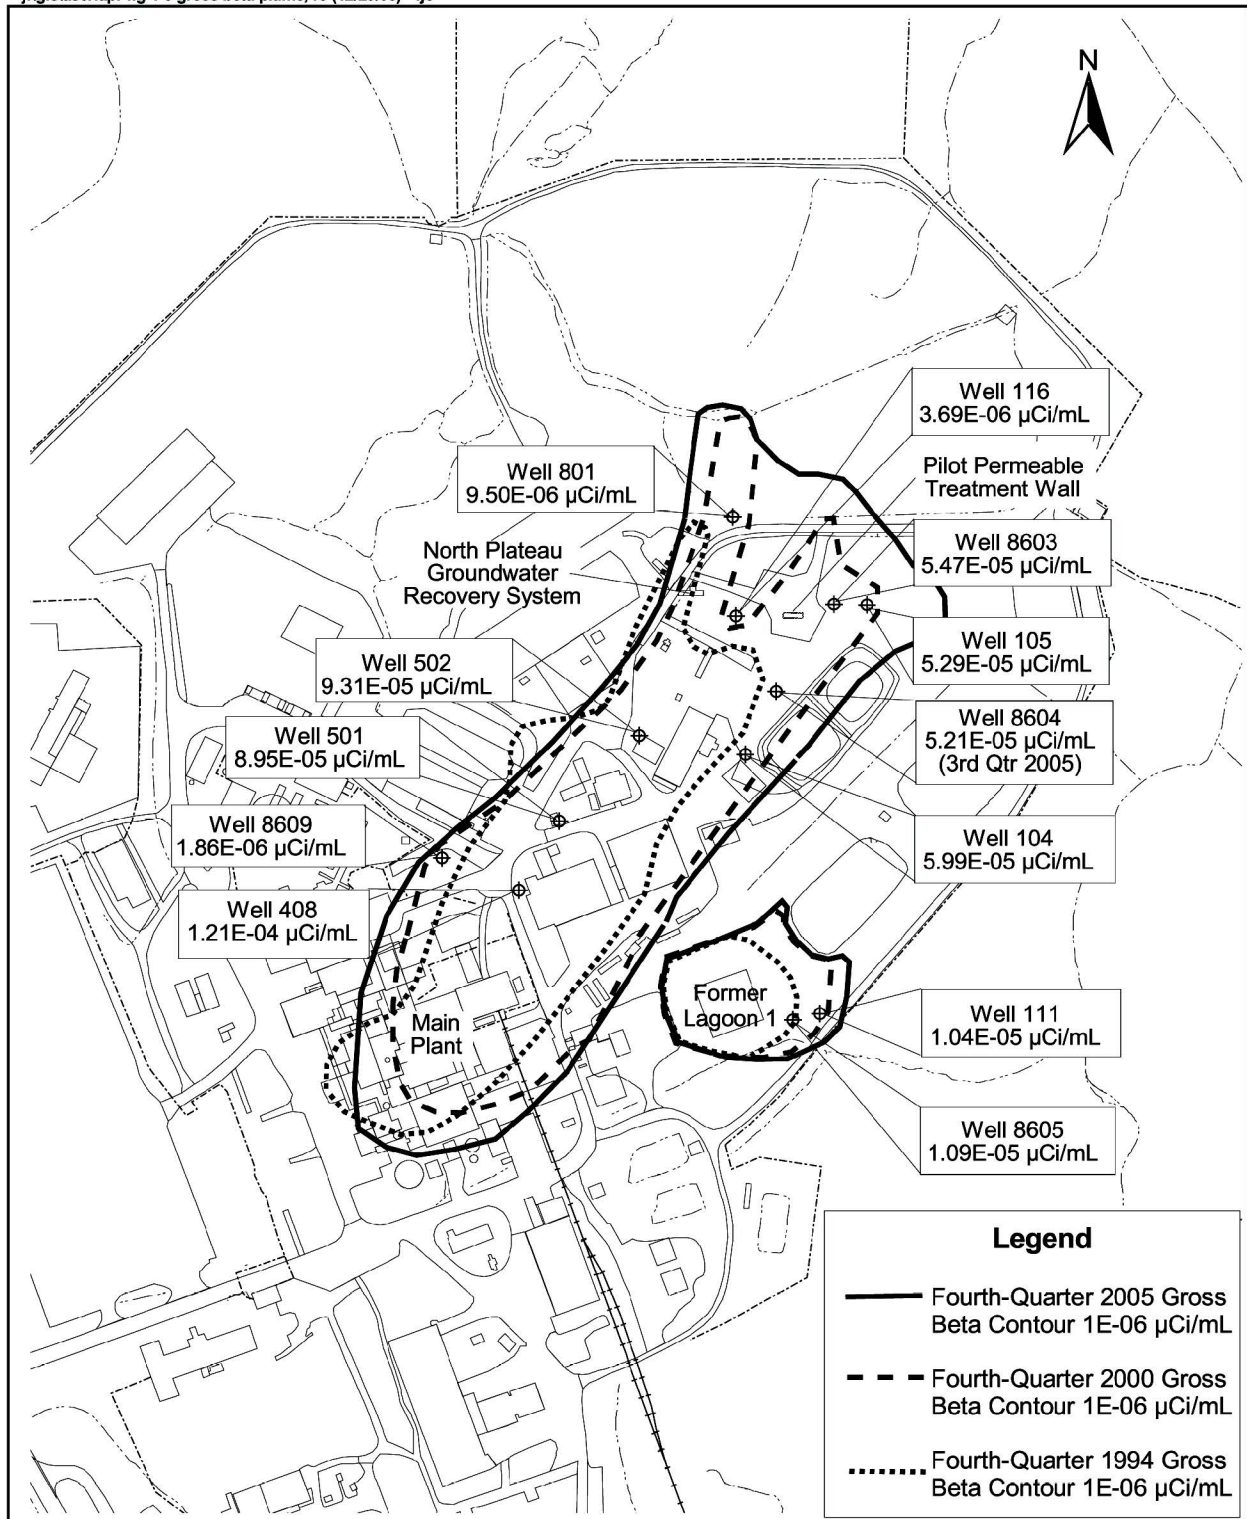 N
Well 116
3.69E-06 µCi/mL
Pilot Permeable
Treatment Wall
Well 801
9.50E-06 µCi/mL
North Plateau
Groundwater
Recovery System
Well 8603
5.47E-05 µCi/mL
Well 105
5.29E-05 µCi/mL
Well 502
9.31E-05 µCi/mL
Well 8604
5.21E-05 µCi/mL
(3rd Qtr 2005)
Well 501
8.95E-05 µCi/mL
Well 8609
1.86E-06 µCi/mL
Well 104
5.99E-05 µCi/mL
Well 408
1.21E-04 µCi/mL
Former
Lagoon 1
Main
Plant
Well 111
1.04E-05 µCi/mL
Well 8605
1.09E-05 µCi/mL
Legend
Fourth-Quarter 2005 Gross
Beta Contour 1E-06 µCi/mL
Fourth-Quarter 2000 Gross
Beta Contour 1E-06 µCi/mL
Fourth-Quarter 1994 Gross
Beta Contour 1E-06 µCi/mL